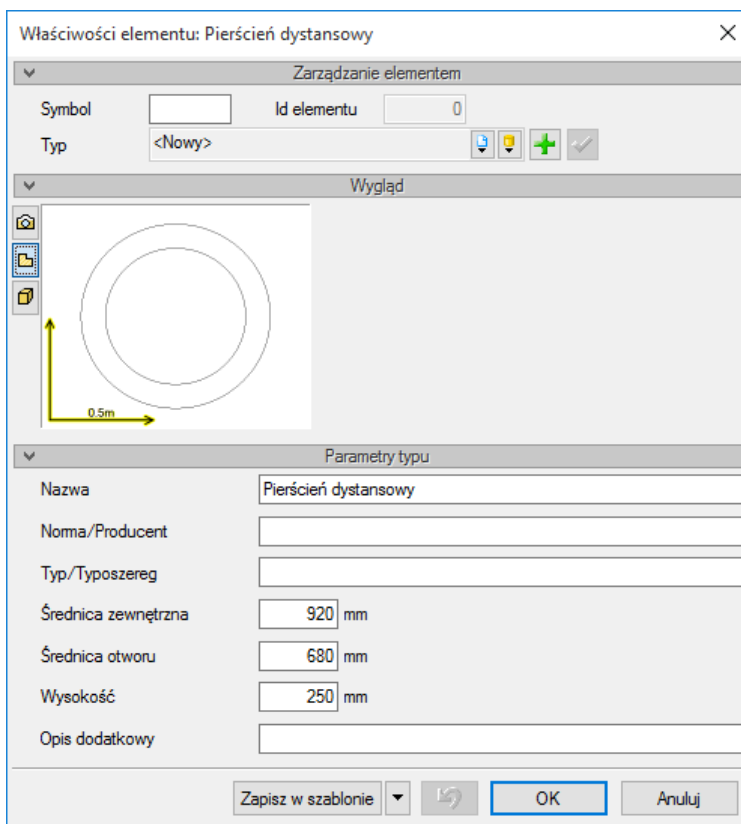 Właściwości elementu: Pierścień dystansowy
Zarządzanie elementem
Symbol Id elementu 0
Typ <Nowy>
Wygląd
0.5m
Parametry typu
Nazwa Pierścień dystansowy
Norma/Producent
Typ/Typoszereg
Średnica zewnętrzna 920 mm
Średnica otworu 680 mm
Wysokość 250 mm
Opis dodatkowy
Zapisz w szablonie OK Anuluj